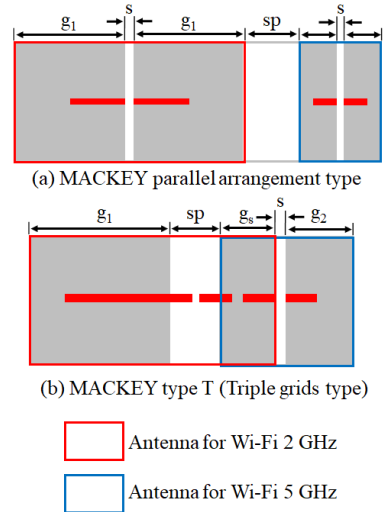 s
g₁ g₁ sp s
(a) MACKEY parallel arrangement type
s
g₁ sp gₛ g₂
(b) MACKEY type T (Triple grids type)
Antenna for Wi-Fi 2 GHz
Antenna for Wi-Fi 5 GHz